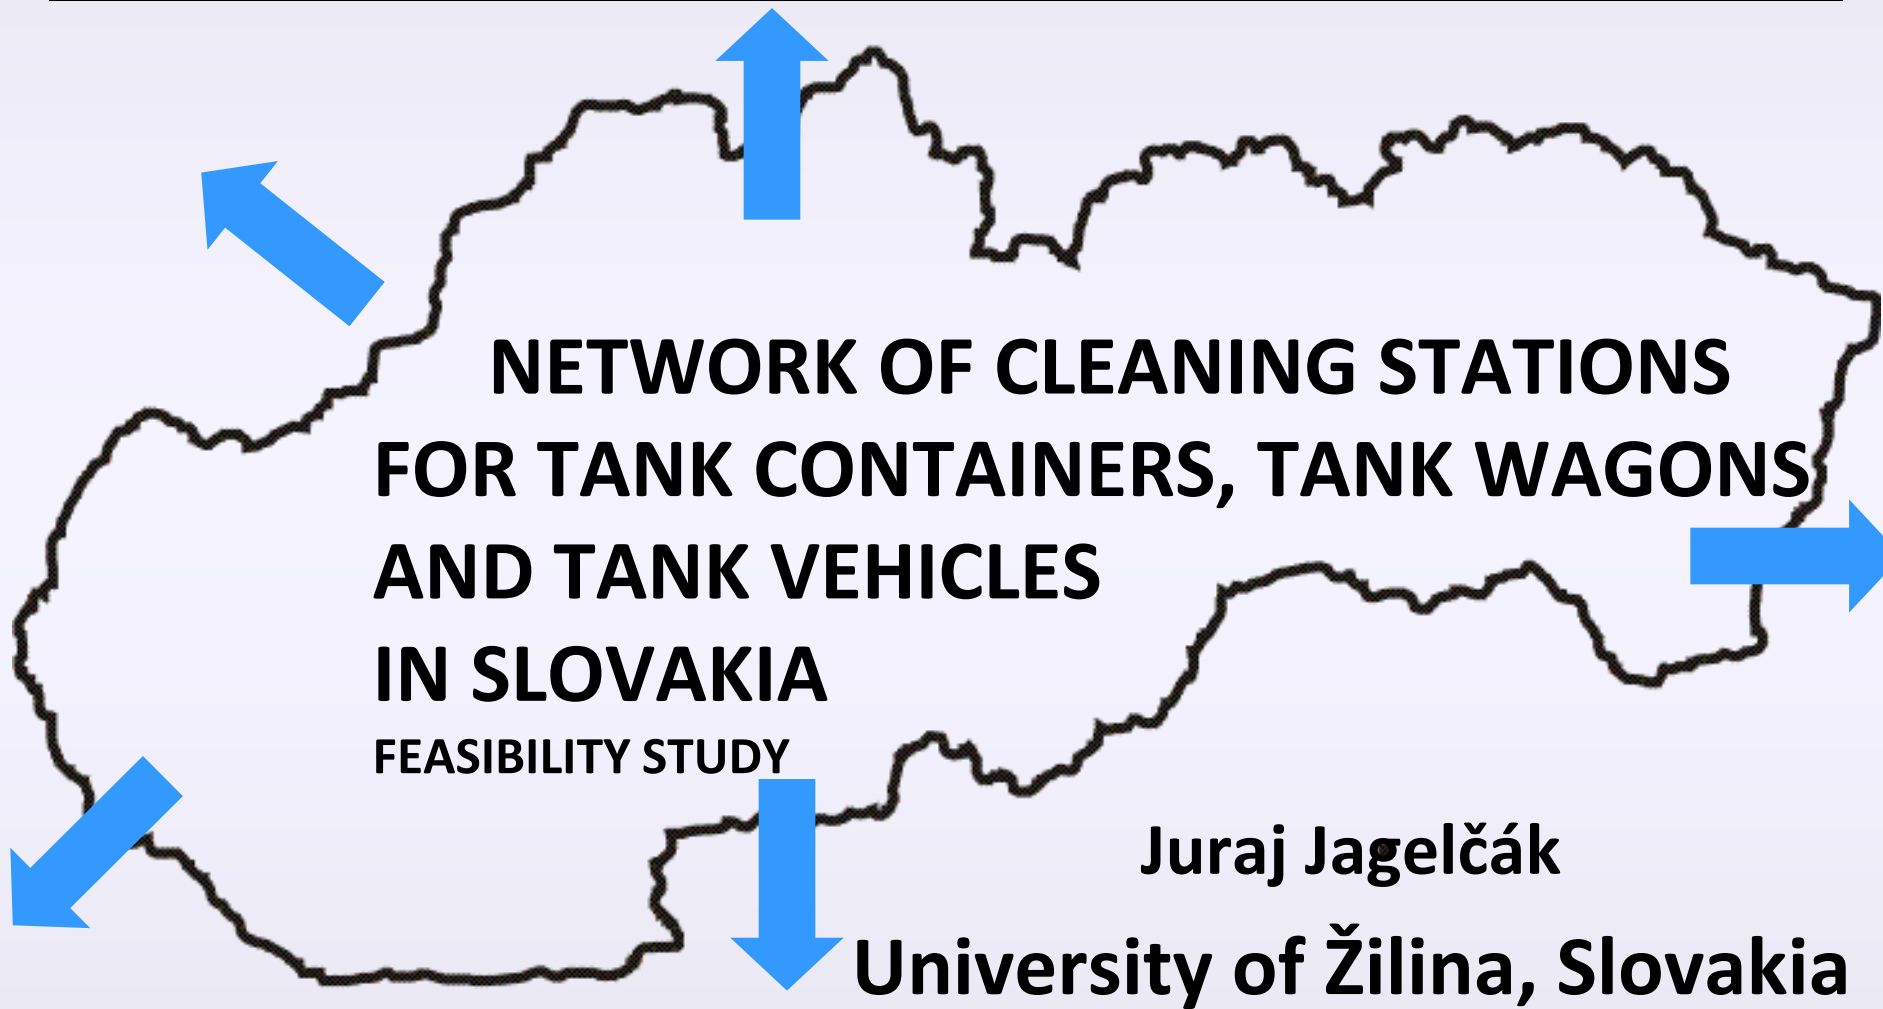 NETWORK OF CLEANING STATIONS
FOR TANK CONTAINERS, TANK WAGONS
AND TANK VEHICLES
IN SLOVAKIA
FEASIBILITY STUDY
Juraj Jagelčák
University of Žilina, Slovakia